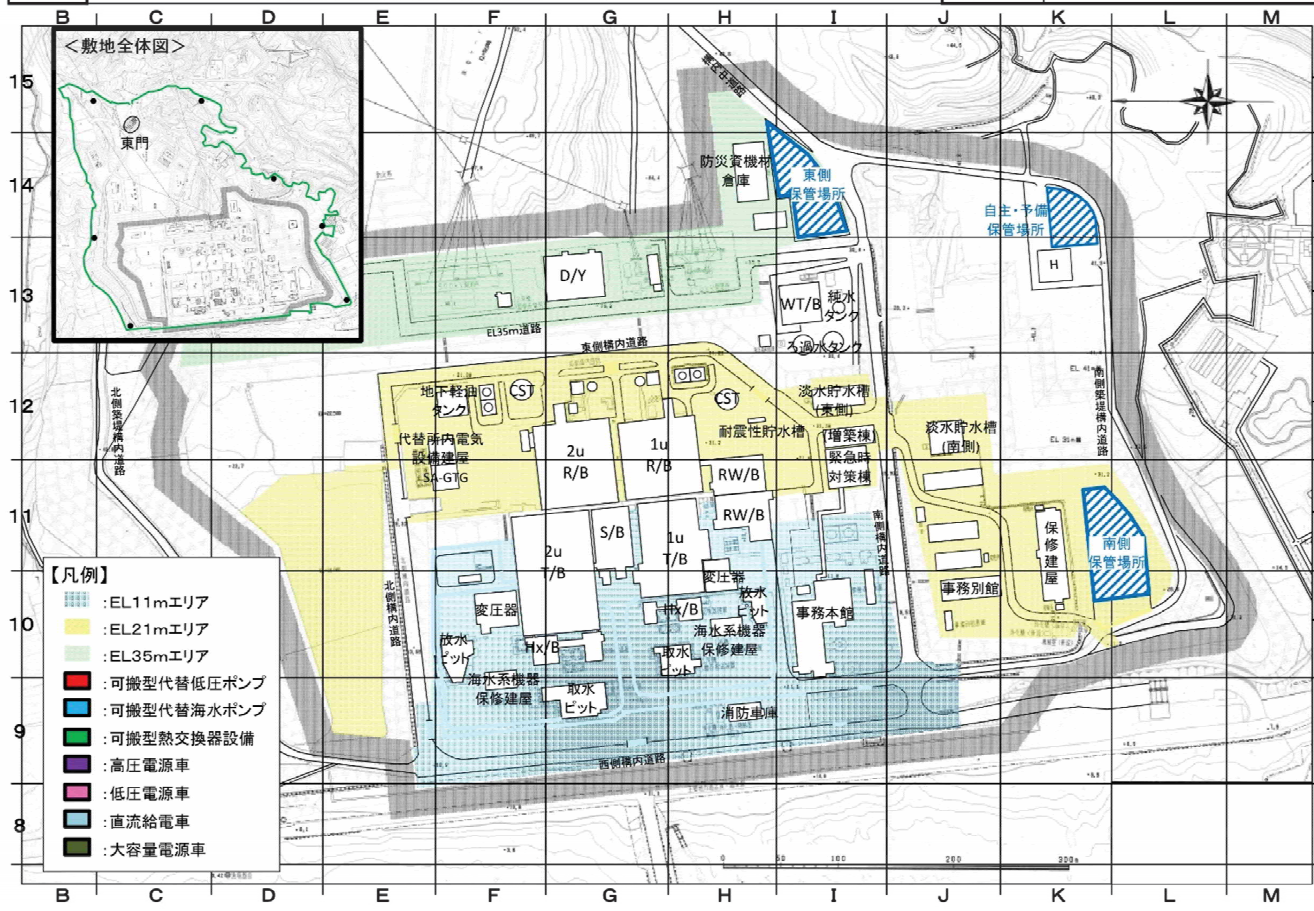 B C D E F G H I J K L M
<敷地全体図>
東門
15
14
13
12
11
10
9
8
防災資機材
倉庫
東側
保管場所
自主・予備
保管場所
H
D/Y
WT/B
純水
タンク
ろ過水タンク
EL35m道路
東側構内道路
北側築堤構内道路
南側築堤構内道路
地下軽油
タンク
CST
CST
淡水貯水槽
(東側)
耐震性貯水槽
(増築棟)
緊急時
対策棟
淡水貯水槽
(南側)
代替所内電気
設備建屋
SA-GTG
2u
R/B
1u
R/B
RW/B
RW/B
S/B
2u
T/B
1u
T/B
北側構内道路
南側構内道路
保修建屋
南側
保管場所
変圧器
変圧器
放水
ピット
放水
ピット
Hx/B
Hx/B
海水系機器
保修建屋
海水系機器
保修建屋
取水
ピット
取水
ピット
事務本館
事務別館
消防車庫
西側構内道路
【凡例】
:EL11mエリア
:EL21mエリア
:EL35mエリア
:可搬型代替低圧ポンプ
:可搬型代替海水ポンプ
:可搬型熱交換器設備
:高圧電源車
:低圧電源車
:直流給電車
:大容量電源車
0 50 100 200 300m
B C D E F G H I J K L M